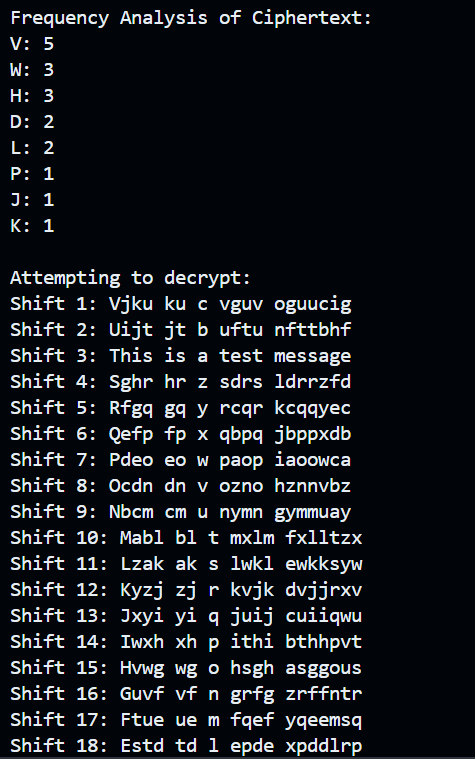 Frequency Analysis of Ciphertext:
V: 5
W: 3
H: 3
D: 2
L: 2
P: 1
J: 1
K: 1
Attempting to decrypt:
Shift 1: Vjku ku c vguv oguucig
Shift 2: Uijt jt b uftu nfttbhf
Shift 3: This is a test message
Shift 4: Sghr hr z sdrs ldrrzfd
Shift 5: Rfgq gq y rcqr kcqqyec
Shift 6: Qefp fp x qbpq jbppxdb
Shift 7: Pdeo eo w paop iaoowca
Shift 8: Ocdn dn v ozno hznnvbz
Shift 9: Nbcm cm u nymn gymmuay
Shift 10: Mabl bl t mxlm fxlltzx
Shift 11: Lzak ak s lwkl ewkksyw
Shift 12: Kyzj zj r kvjk dvjjrxv
Shift 13: Jxyi yi q juij cuiiqwu
Shift 14: Iwxh xh p ithi bthhpvt
Shift 15: Hvwg wg o hsgh asggous
Shift 16: Guvf vf n grfg zrffntr
Shift 17: Ftue ue m fqef yqeemsq
Shift 18: Estd td l epde xpddlrp